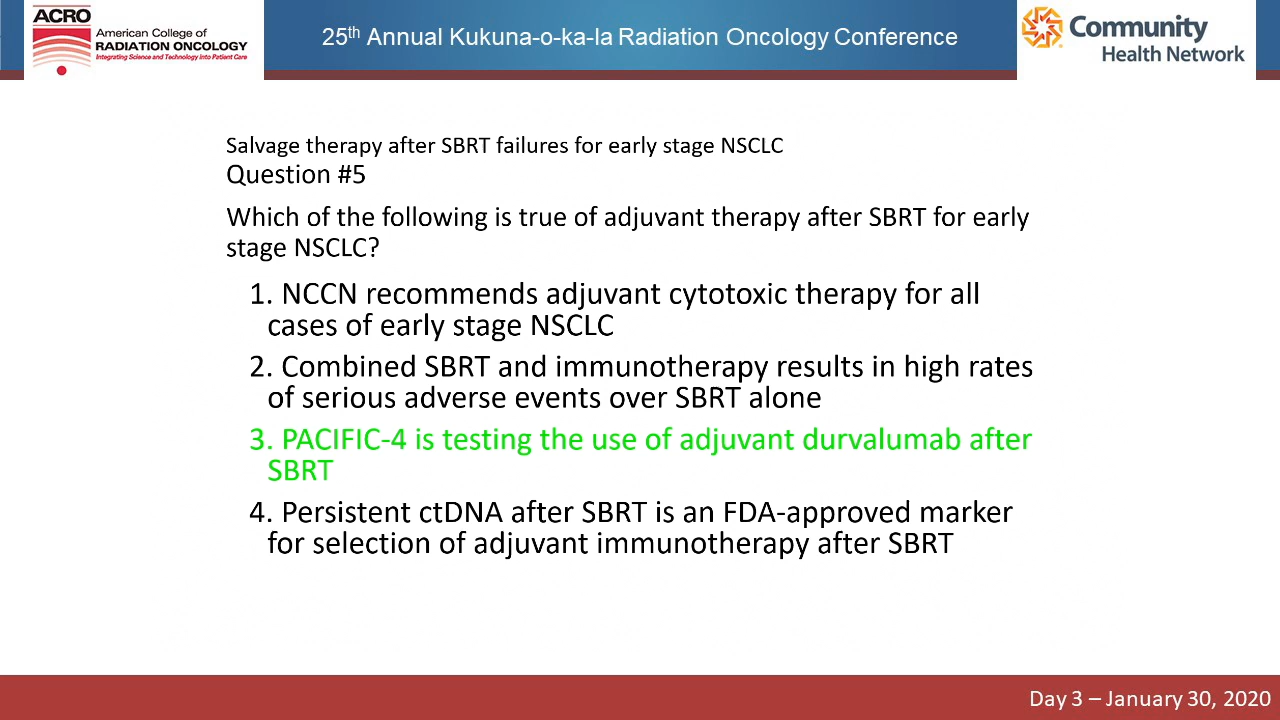 ACRO
American College of
RADIATION ONCOLOGY
Integrating Science and Technology Into Patient Care
25th Annual Kukuna-o-ka-la Radiation Oncology Conference
Community
Health Network
Salvage therapy after SBRT failures for early stage NSCLC
Question #5
Which of the following is true of adjuvant therapy after SBRT for early
stage NSCLC?
1. NCCN recommends adjuvant cytotoxic therapy for all
cases of early stage NSCLC
2. Combined SBRT and immunotherapy results in high rates
of serious adverse events over SBRT alone
3. PACIFIC-4 is testing the use of adjuvant durvalumab after
SBRT
4. Persistent ctDNA after SBRT is an FDA-approved marker
for selection of adjuvant immunotherapy after SBRT
Day 3 – January 30, 2020